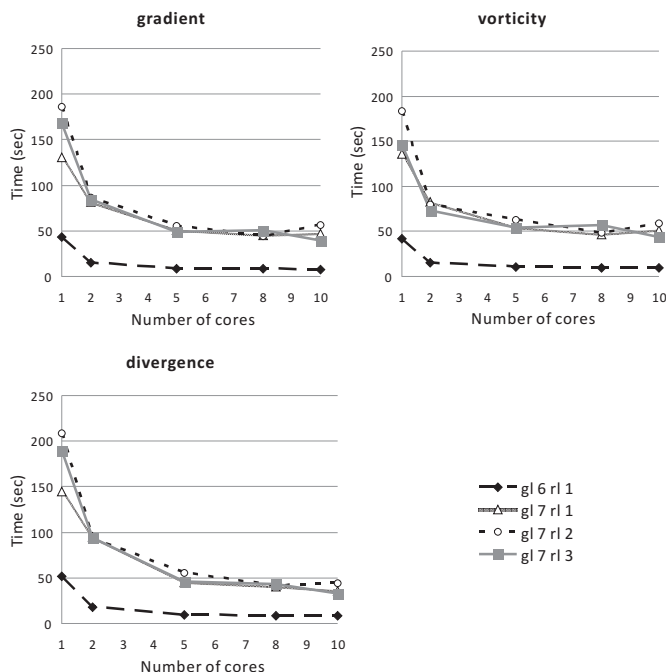 gradient
250
200
150
100
50
0
Time (sec)
1 2 3 4 5 6 7 8 9 10
Number of cores
vorticity
250
200
150
100
50
0
Time (sec)
1 2 3 4 5 6 7 8 9 10
Number of cores
divergence
250
200
150
100
50
0
Time (sec)
1 2 3 4 5 6 7 8 9 10
Number of cores
gl 6 rl 1
gl 7 rl 1
gl 7 rl 2
gl 7 rl 3